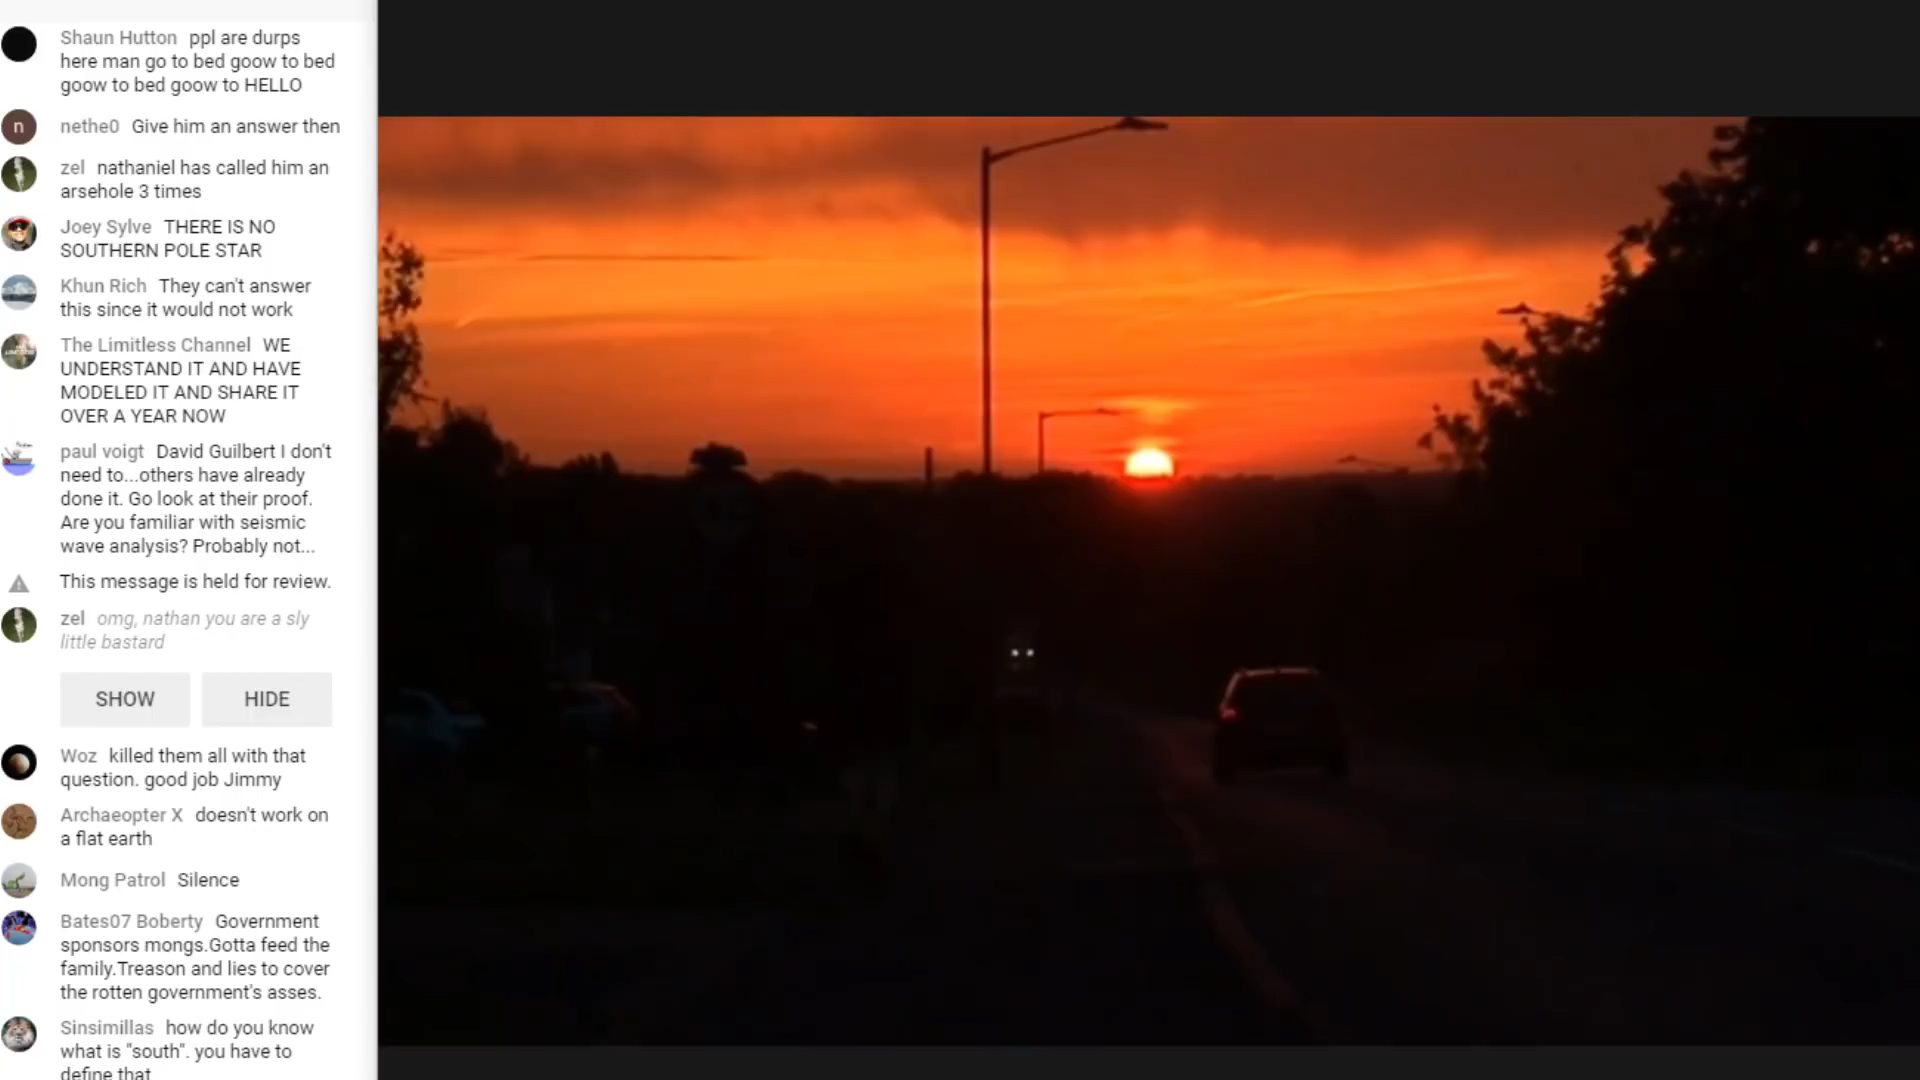 Shaun Hutton ppl are durps
here man go to bed goow to bed
goow to bed goow to HELLO
n
nethe0 Give him an answer then
zel nathaniel has called him an
arsehole 3 times
Joey Sylve THERE IS NO
SOUTHERN POLE STAR
Khun Rich They can't answer
this since it would not work
The Limitless Channel WE
UNDERSTAND IT AND HAVE
MODELED IT AND SHARE IT
OVER A YEAR NOW
paul voigt David Guilbert I don't
need to...others have already
done it. Go look at their proof.
Are you familiar with seismic
wave analysis? Probably not...
This message is held for review.
zel omg, nathan you are a sly
little bastard
SHOW HIDE
Woz killed them all with that
question. good job Jimmy
Archaeopter X doesn't work on
a flat earth
Mong Patrol Silence
Bates07 Boberty Government
sponsors mongs.Gotta feed the
family.Treason and lies to cover
the rotten government's asses.
Sinsimillas how do you know
what is "south". you have to
define that